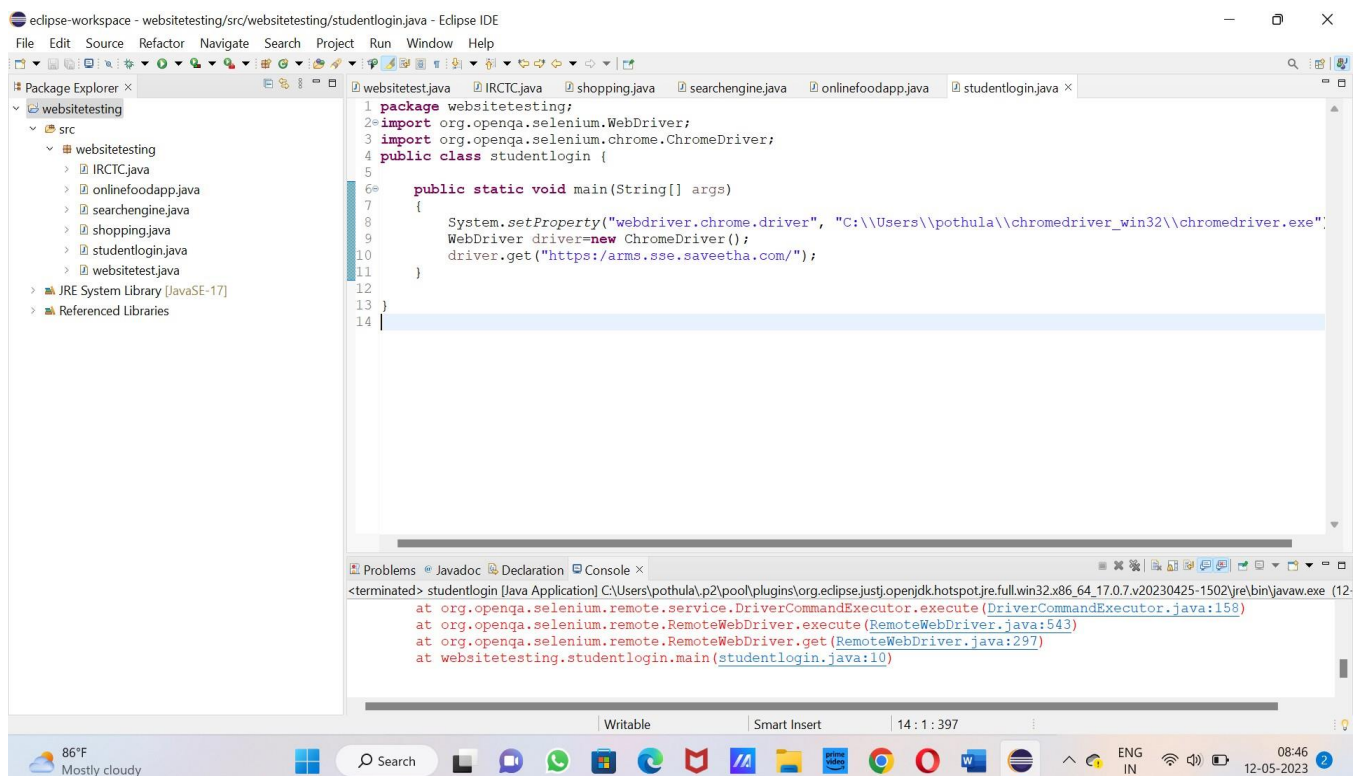 eclipse-workspace - websitetesting/src/websitetesting/studentlogin.java - Eclipse IDE
File Edit Source Refactor Navigate Search Project Run Window Help
Package Explorer ×
websitetesting
src
websitetesting
IRCTC.java
onlinefoodapp.java
searchengine.java
shopping.java
studentlogin.java
websitetest.java
JRE System Library [JavaSE-17]
Referenced Libraries
websitetest.java IRCTC.java shopping.java searchengine.java onlinefoodapp.java studentlogin.java ×
1 package websitetesting;
2 import org.openqa.selenium.WebDriver;
3 import org.openqa.selenium.chrome.ChromeDriver;
4 public class studentlogin {
5
6 public static void main(String[] args)
7 {
8 System.setProperty("webdriver.chrome.driver", "C:\\Users\\pothula\\chromedriver_win32\\chromedriver.exe")
9 WebDriver driver=new ChromeDriver();
10 driver.get("https:/arms.sse.saveetha.com/");
11 }
12
13 }
14
Problems Javadoc Declaration Console ×
<terminated> studentlogin [Java Application] C:\Users\pothula\.p2\pool\plugins\org.eclipse.justj.openjdk.hotspot.jre.full.win32.x86_64_17.0.7.v20230425-1502\jre\bin\javaw.exe (12-
at org.openqa.selenium.remote.service.DriverCommandExecutor.execute(DriverCommandExecutor.java:158)
at org.openqa.selenium.remote.RemoteWebDriver.execute(RemoteWebDriver.java:543)
at org.openqa.selenium.remote.RemoteWebDriver.get(RemoteWebDriver.java:297)
at websitetesting.studentlogin.main(studentlogin.java:10)
Writable Smart Insert 14 : 1 : 397
86°F
Mostly cloudy
Search
prime video
W
ENG
IN
08:46
12-05-2023
2